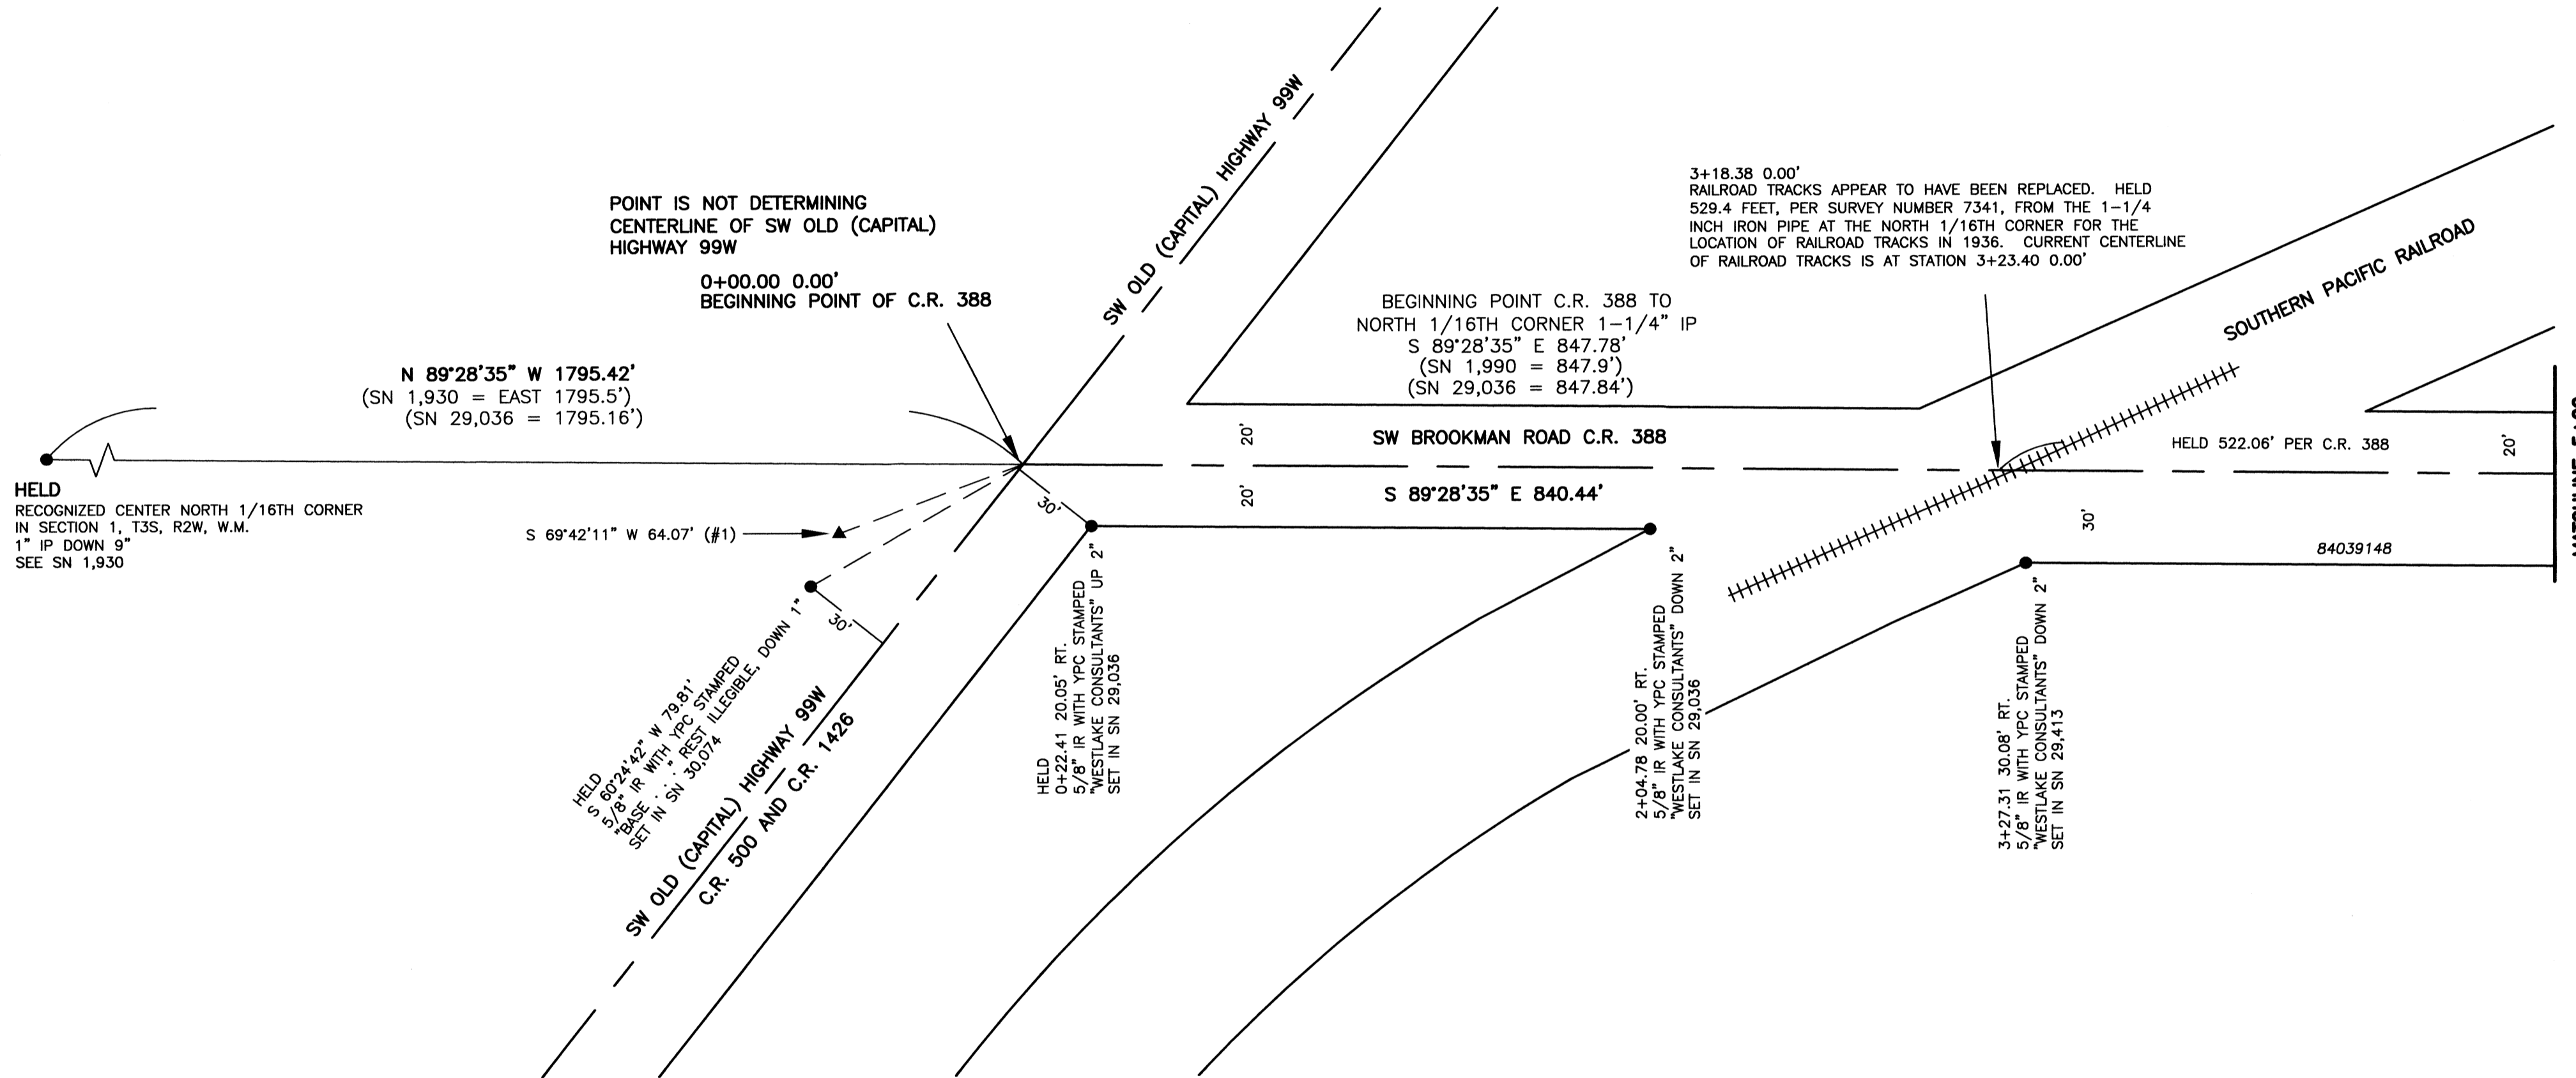 POINT IS NOT DETERMINING
CENTERLINE OF SW OLD (CAPITAL)
HIGHWAY 99W
0+00.00 0.00'
BEGINNING POINT OF C.R. 388
N 89°28'35" W 1795.42'
(SN 1,930 = EAST 1795.5')
(SN 29,036 = 1795.16')
HELD
RECOGNIZED CENTER NORTH 1/16TH CORNER
IN SECTION 1, T3S, R2W, W.M.
1" IP DOWN 9"
SEE SN 1,930
S 69°42'11" W 64.07' (#1)
SW OLD (CAPITAL) HIGHWAY 99W
BEGINNING POINT C.R. 388 TO
NORTH 1/16TH CORNER 1-1/4" IP
S 89°28'35" E 847.78'
(SN 1,990 = 847.9')
(SN 29,036 = 847.84')
3+18.38 0.00'
RAILROAD TRACKS APPEAR TO HAVE BEEN REPLACED. HELD
529.4 FEET, PER SURVEY NUMBER 7341, FROM THE 1-1/4
INCH IRON PIPE AT THE NORTH 1/16TH CORNER FOR THE
LOCATION OF RAILROAD TRACKS IN 1936. CURRENT CENTERLINE
OF RAILROAD TRACKS IS AT STATION 3+23.40 0.00'
SOUTHERN PACIFIC RAILROAD
20'
SW BROOKMAN ROAD C.R. 388
HELD 522.06' PER C.R. 388
20'
20'
S 89°28'35" E 840.44'
30'
30'
30'
84039148
HELD
S 60°24'42" W 79.81'
5/8" IR WITH YPC STAMPED
"BASE . . ." REST ILLEGIBLE, DOWN 1"
SET IN SN 30,074
SW OLD (CAPITAL) HIGHWAY 99W
C.R. 500 AND C.R. 1426
HELD
0+22.41 20.05' RT.
5/8" IR WITH YPC STAMPED
"WESTLAKE CONSULTANTS" UP 2"
SET IN SN 29,036
2+04.78 20.00' RT.
5/8" IR WITH YPC STAMPED
"WESTLAKE CONSULTANTS" DOWN 2"
SET IN SN 29,036
3+27.31 30.08' RT.
5/8" IR WITH YPC STAMPED
"WESTLAKE CONSULTANTS" DOWN 2"
SET IN SN 29,413